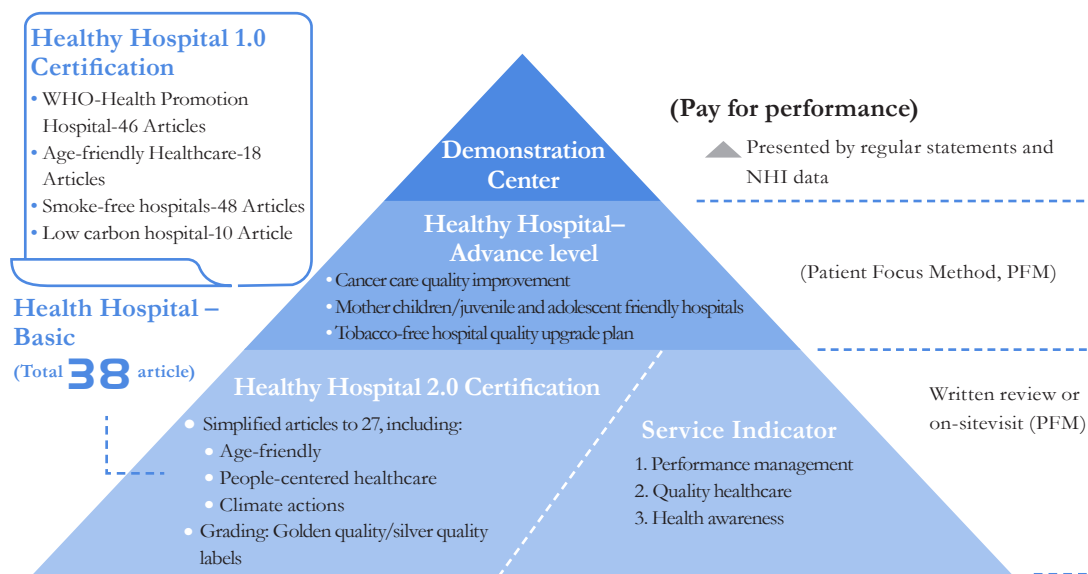 Healthy Hospital 1.0
Certification
• WHO-Health Promotion
Hospital-46 Articles
• Age-friendly Healthcare-18
Articles
• Smoke-free hospitals-48 Articles
• Low carbon hospital-10 Article
Health Hospital –
Basic
(Total 38 article)
Demonstration
Center
Healthy Hospital–
Advance level
• Cancer care quality improvement
• Mother children/juvenile and adolescent friendly hospitals
• Tobacco-free hospital quality upgrade plan
Healthy Hospital 2.0 Certification
• Simplified articles to 27, including:
• Age-friendly
• People-centered healthcare
• Climate actions
• Grading: Golden quality/silver quality
labels
Service Indicator
1. Performance management
2. Quality healthcare
3. Health awareness
(Pay for performance)
Presented by regular statements and
NHI data
(Patient Focus Method, PFM)
Written review or
on-sitevisit (PFM)